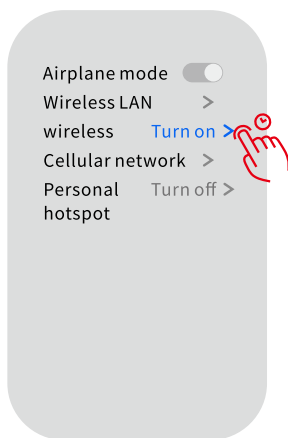 Airplane mode
Wireless LAN >
wireless Turn on >
Cellular network >
Personal Turn off >
hotspot